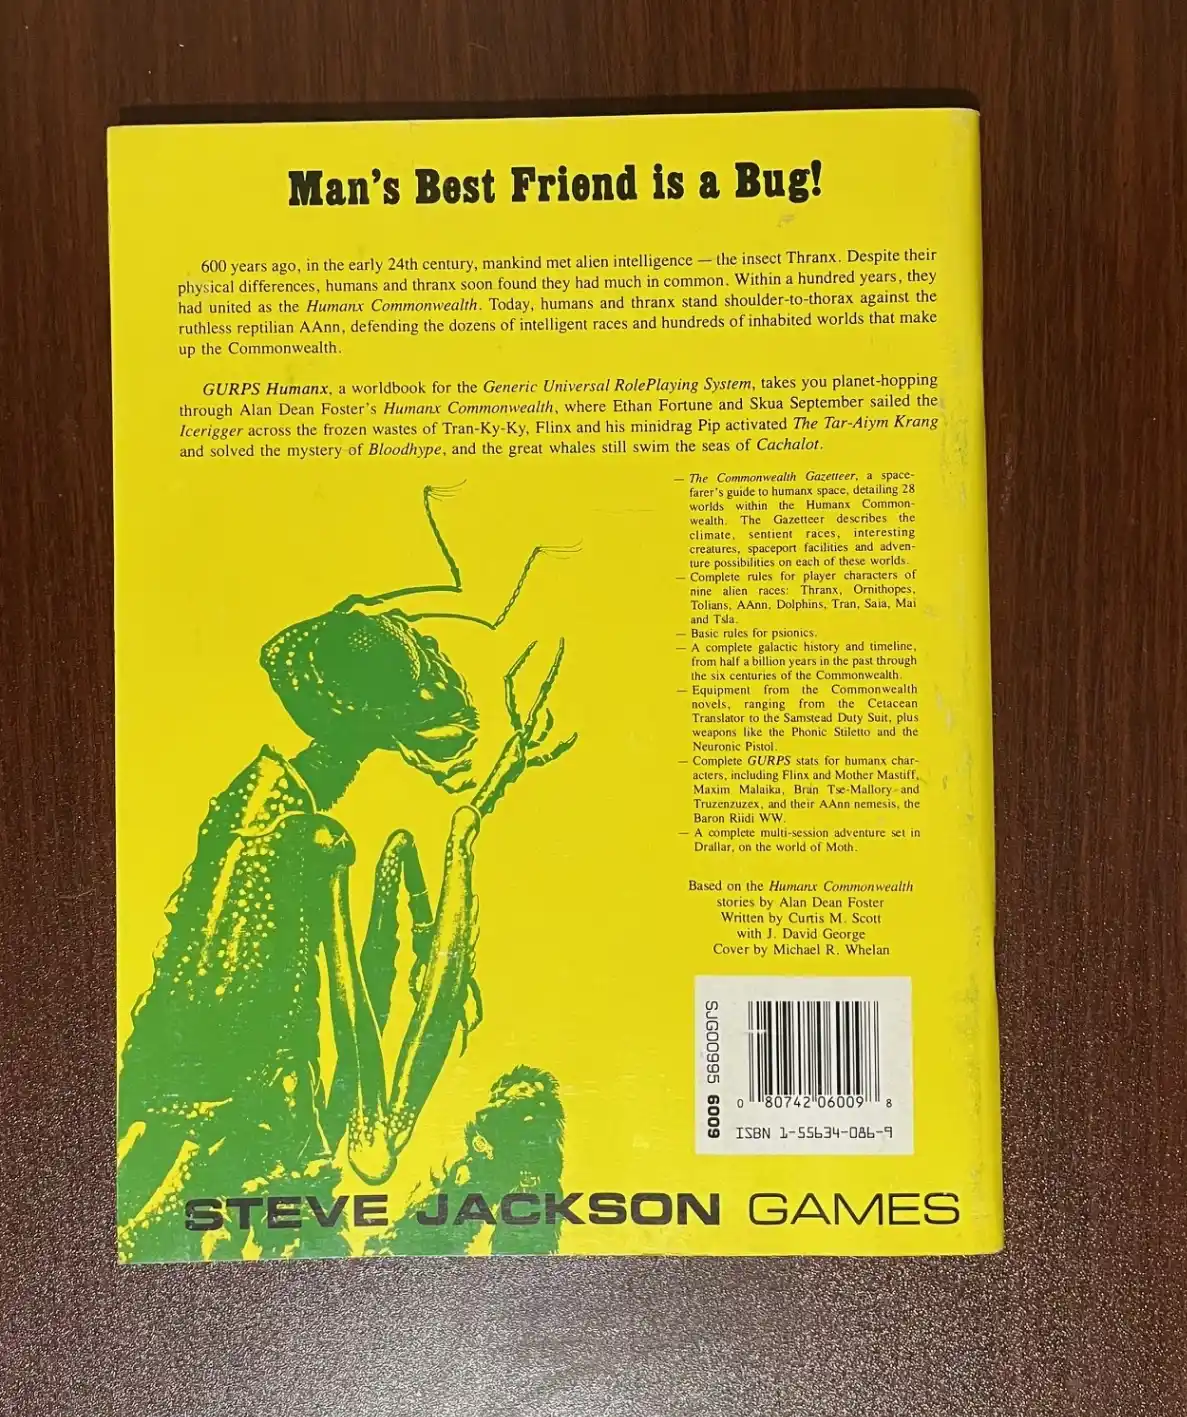 Man's Best Friend is a Bug!
600 years ago, in the early 24th century, mankind met alien intelligence — the insect Thranx. Despite their
physical differences, humans and thranx soon found they had much in common. Within a hundred years, they
had united as the Humanx Commonwealth. Today, humans and thranx stand shoulder-to-thorax against the
ruthless reptilian AAnn, defending the dozens of intelligent races and hundreds of inhabited worlds that make
up the Commonwealth.
GURPS Humanx, a worldbook for the Generic Universal RolePlaying System, takes you planet-hopping
through Alan Dean Foster's Humanx Commonwealth, where Ethan Fortune and Skua September sailed the
Icerigger across the frozen wastes of Tran-Ky-Ky, Flinx and his minidrag Pip activated The Tar-Aiym Krang
and solved the mystery of Bloodhype, and the great whales still swim the seas of Cachalot.
— The Commonwealth Gazetteer, a space-
farer's guide to humanx space, detailing 28
worlds within the Humanx Common-
wealth. The Gazetteer describes the
climate, sentient races, interesting
creatures, spaceport facilities and adven-
ture possibilities on each of these worlds.
— Complete rules for player characters of
nine alien races: Thranx, Ornithopes,
Tolians, AAnn, Dolphins, Tran, Saia, Mai
and Tsla.
— Basic rules for psionics.
— A complete galactic history and timeline,
from half a billion years in the past through
the six centuries of the Commonwealth.
— Equipment from the Commonwealth
novels, ranging from the Cetacean
Translator to the Samstead Duty Suit, plus
weapons like the Phonic Stiletto and the
Neuronic Pistol.
— Complete GURPS stats for humanx char-
acters, including Flinx and Mother Mastiff,
Maxim Malaika, Bran Tse-Mallory and
Truzenzuzex, and their AAnn nemesis, the
Baron Riidi WW.
— A complete multi-session adventure set in
Drallar, on the world of Moth.
Based on the Humanx Commonwealth
stories by Alan Dean Foster
Written by Curtis M. Scott
with J. David George
Cover by Michael R. Whelan
SJG00995 6009
0 80742 06009 8
ISBN 1-55634-086-9
STEVE JACKSON GAMES